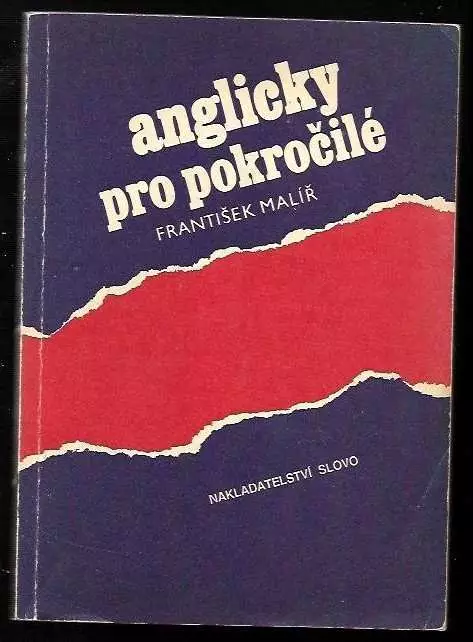 anglicky
pro pokročilé
FRANTIŠEK MALÍŘ
NAKLADATELSTVÍ SLOVO